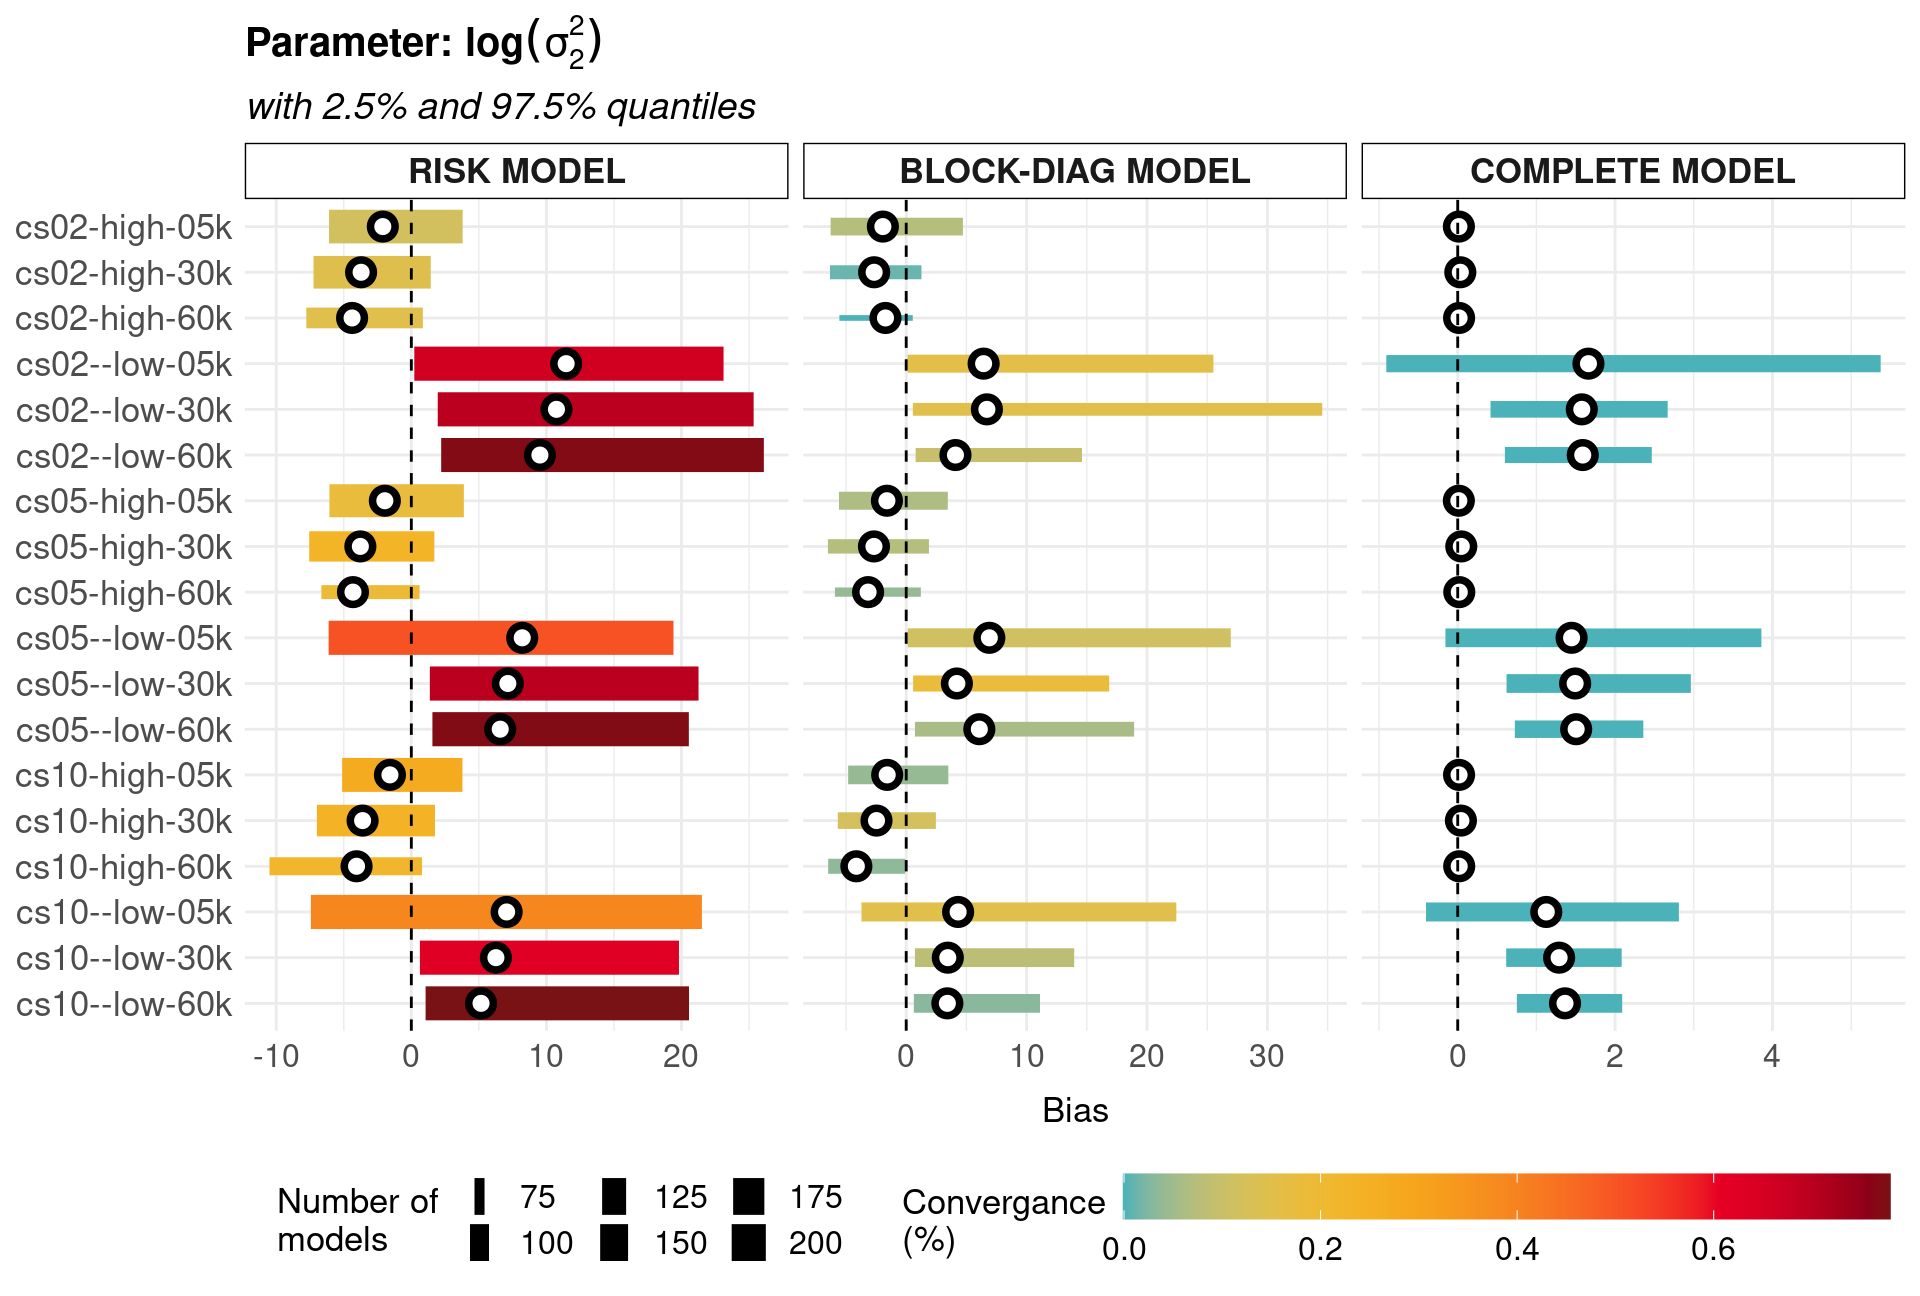 Parameter: log(σ₂²)
with 2.5% and 97.5% quantiles
RISK MODEL
BLOCK-DIAG MODEL
COMPLETE MODEL
cs02-high-05k
cs02-high-30k
cs02-high-60k
cs02--low-05k
cs02--low-30k
cs02--low-60k
cs05-high-05k
cs05-high-30k
cs05-high-60k
cs05--low-05k
cs05--low-30k
cs05--low-60k
cs10-high-05k
cs10-high-30k
cs10-high-60k
cs10--low-05k
cs10--low-30k
cs10--low-60k
-10 0 10 20
0 10 20 30
0 2 4
Bias
Number of models
75 125 175
100 150 200
Convergance (%)
0.0 0.2 0.4 0.6